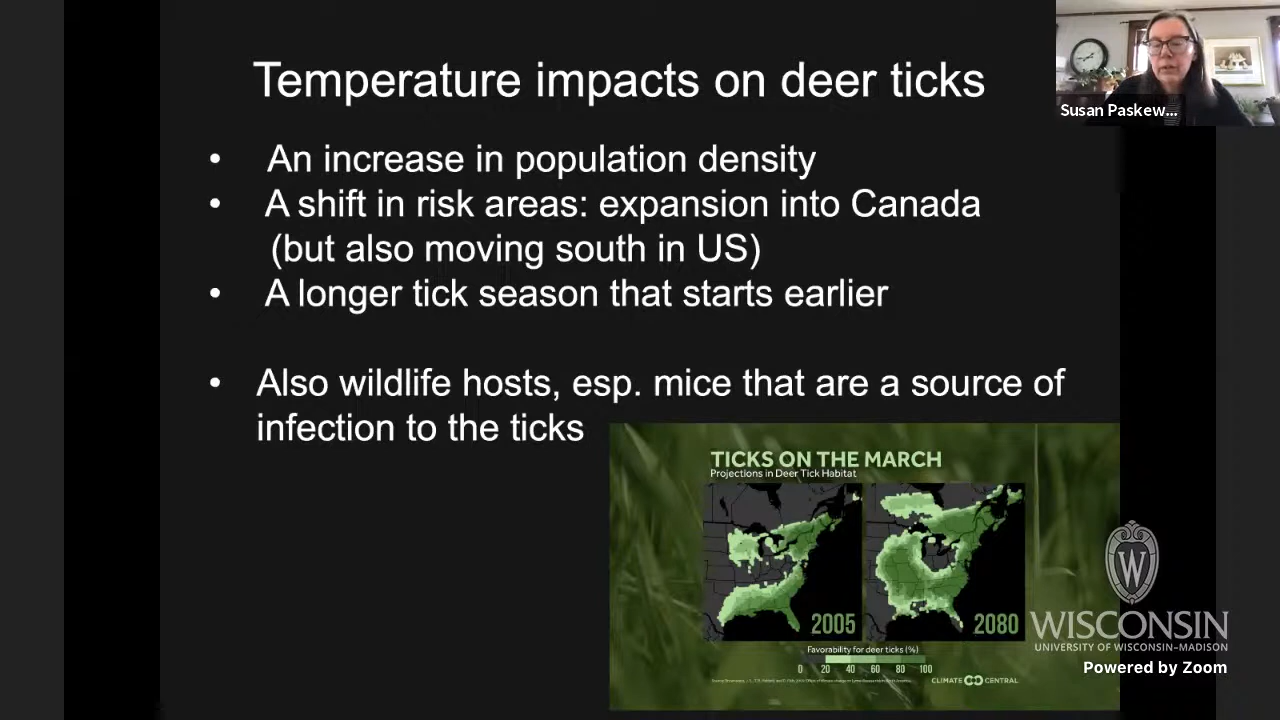 Temperature impacts on deer ticks
Susan Paskew...
• An increase in population density
• A shift in risk areas: expansion into Canada
(but also moving south in US)
• A longer tick season that starts earlier
• Also wildlife hosts, esp. mice that are a source of
infection to the ticks
TICKS ON THE MARCH
Projections in Deer Tick Habitat
2005
2080
Favorability for deer ticks (%)
0 20 40 60 80 100
CLIMATE CENTRAL
W
WISCONSIN
UNIVERSITY OF WISCONSIN-MADISON
Powered by Zoom